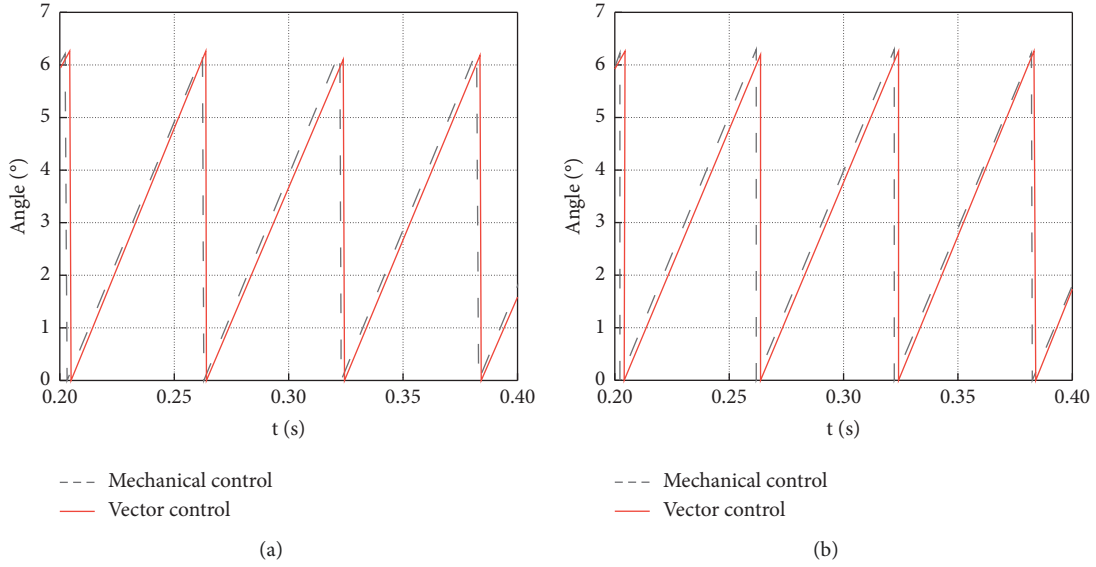 7
6
5
4
3
2
1
0
Angle (°)
0.20 0.25 0.30 0.35 0.40
t (s)
Mechanical control
Vector control
(a)
7
6
5
4
3
2
1
0
Angle (°)
0.20 0.25 0.30 0.35 0.40
t (s)
Mechanical control
Vector control
(b)